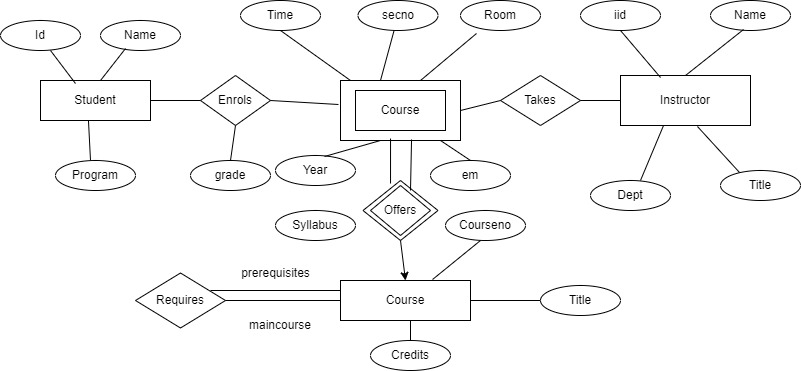 Time
secno
Room
iid
Name
Id
Name
Student
Enrols
Course
Takes
Instructor
Program
grade
Year
em
Dept
Title
Offers
Syllabus
Courseno
prerequisites
Requires
Course
Title
maincourse
Credits